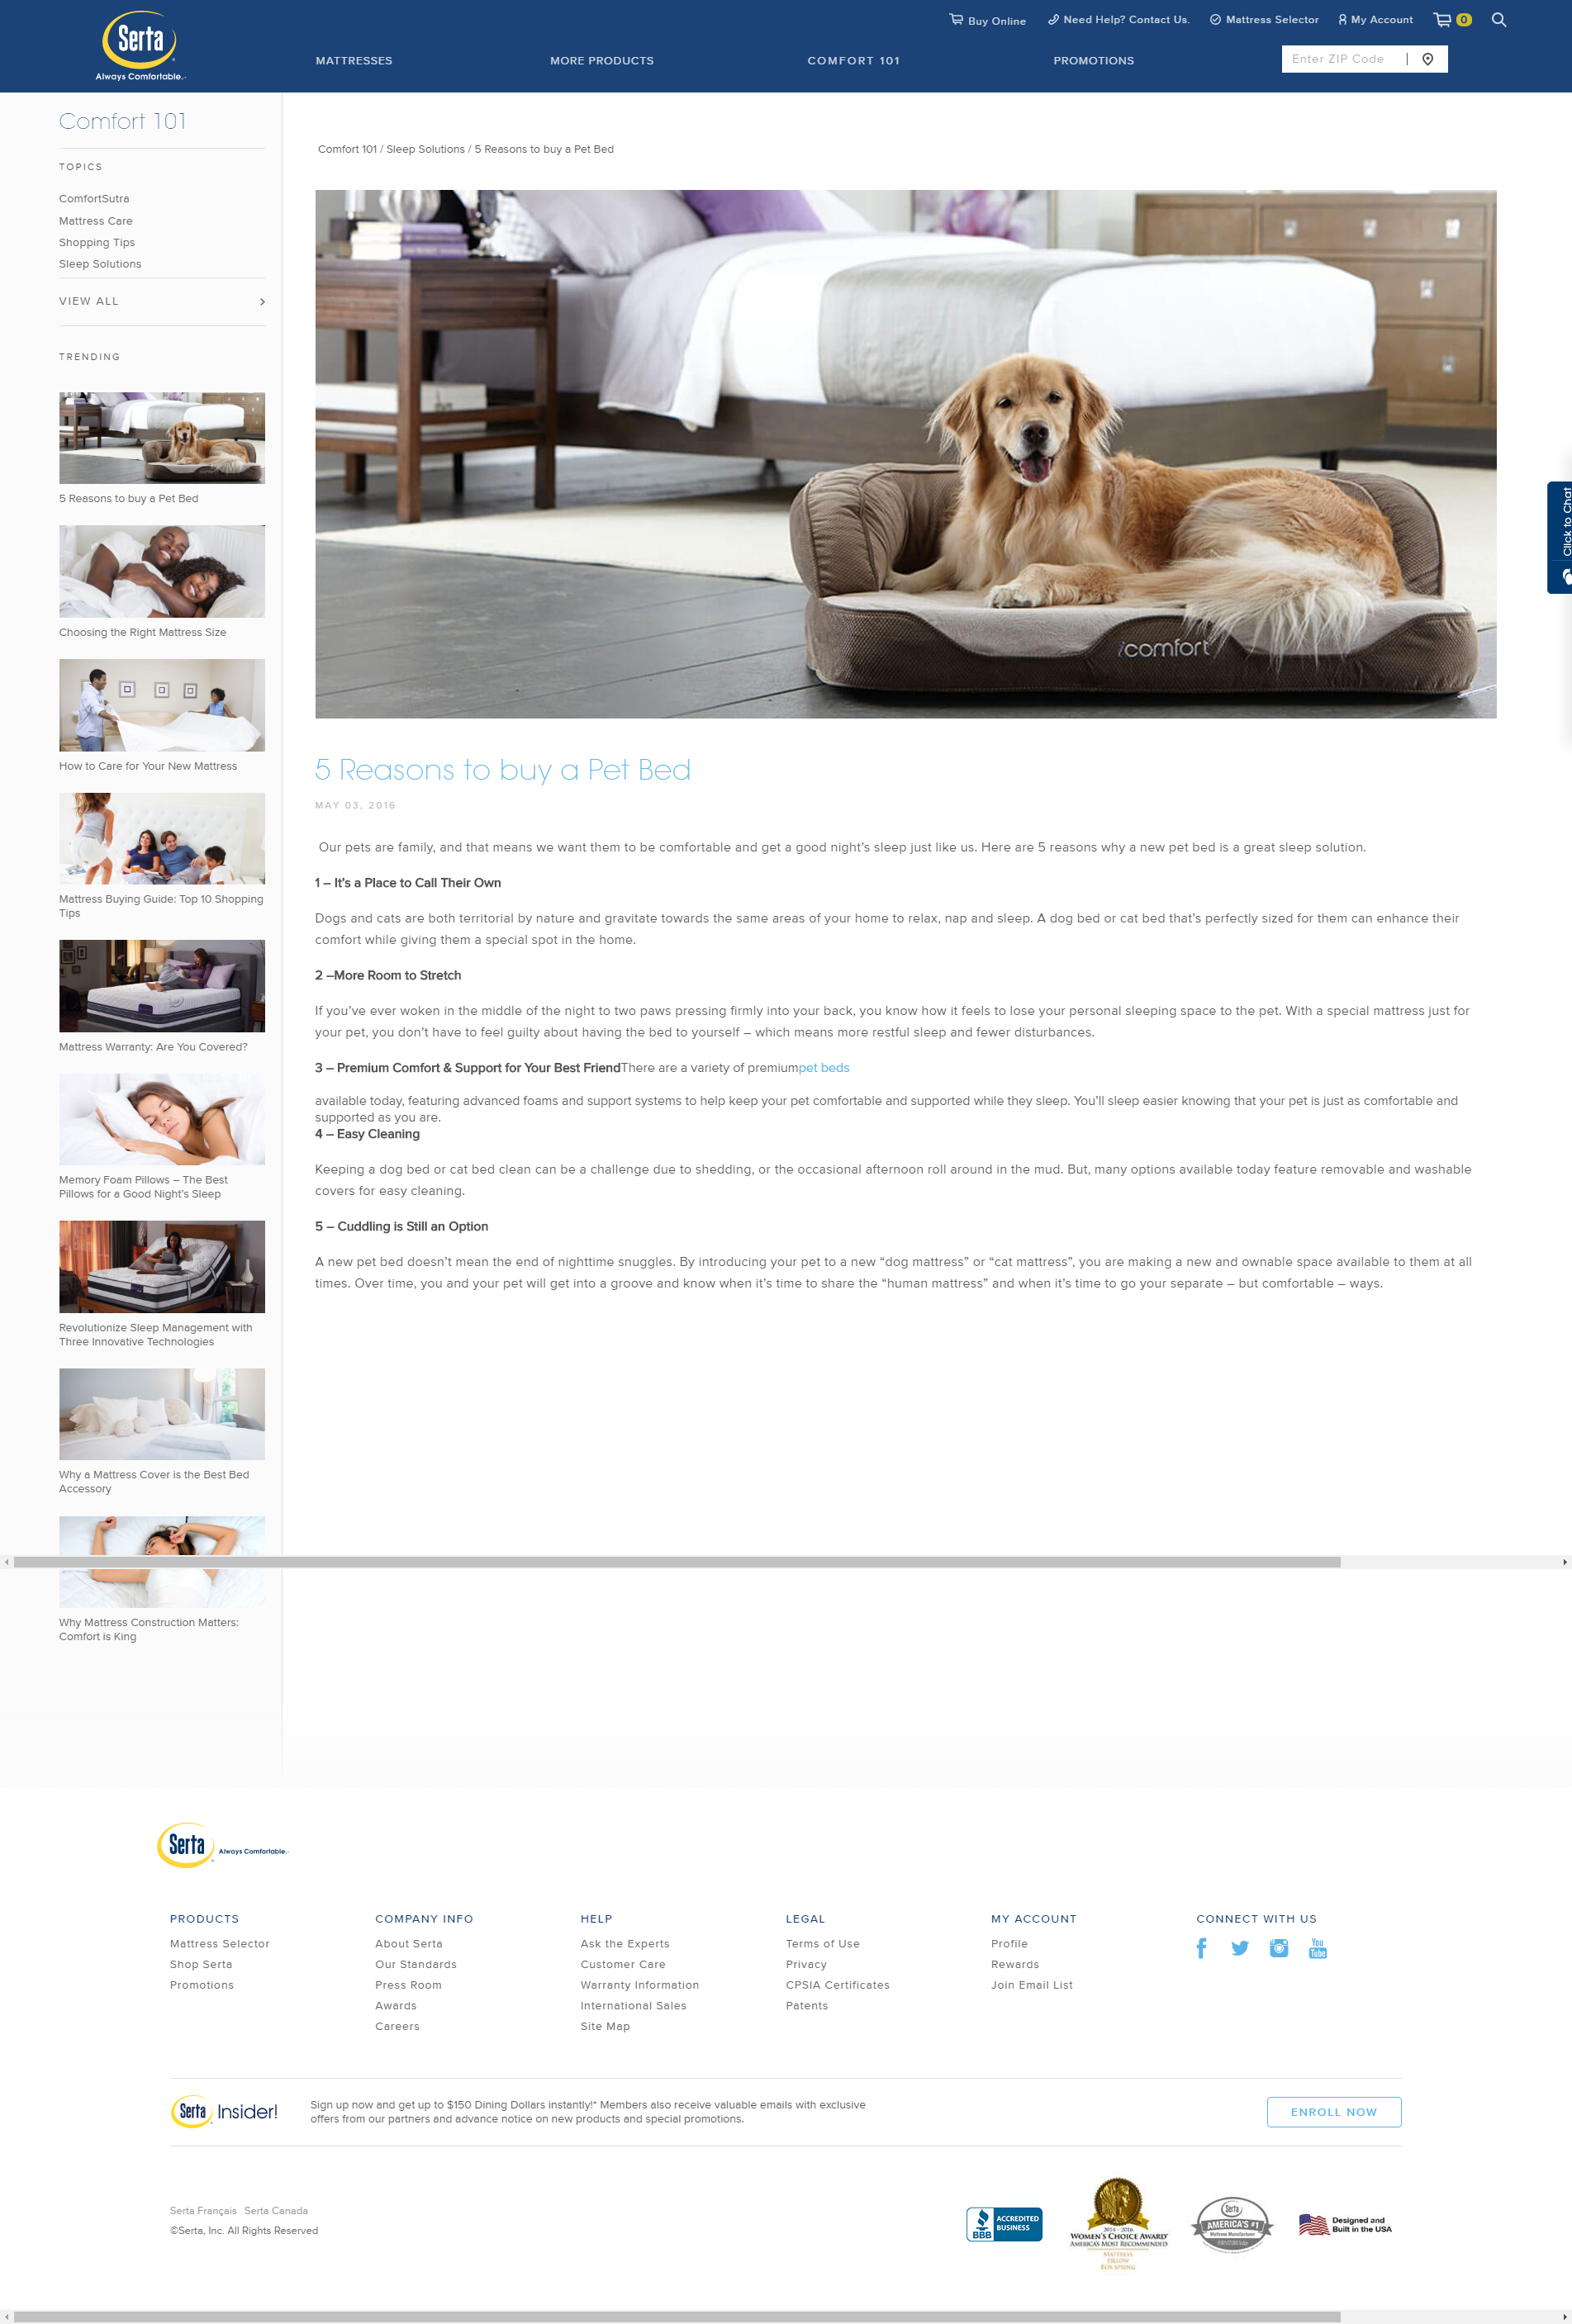 Serta
Always Comfortable.
Buy Online
Need Help? Contact Us.
Mattress Selector
My Account
0
MATTRESSES
MORE PRODUCTS
COMFORT 101
PROMOTIONS
Enter ZIP Code
Comfort 101
TOPICS
ComfortSutra
Mattress Care
Shopping Tips
Sleep Solutions
VIEW ALL
TRENDING
5 Reasons to buy a Pet Bed
Choosing the Right Mattress Size
How to Care for Your New Mattress
Mattress Buying Guide: Top 10 Shopping
Tips
Mattress Warranty: Are You Covered?
Memory Foam Pillows – The Best
Pillows for a Good Night's Sleep
Revolutionize Sleep Management with
Three Innovative Technologies
Why a Mattress Cover is the Best Bed
Accessory
Why Mattress Construction Matters:
Comfort is King
Comfort 101 / Sleep Solutions / 5 Reasons to buy a Pet Bed
icomfort
Click to Chat
5 Reasons to buy a Pet Bed
MAY 03, 2016
Our pets are family, and that means we want them to be comfortable and get a good night's sleep just like us. Here are 5 reasons why a new pet bed is a great sleep solution.
1 – It's a Place to Call Their Own
Dogs and cats are both territorial by nature and gravitate towards the same areas of your home to relax, nap and sleep. A dog bed or cat bed that's perfectly sized for them can enhance their
comfort while giving them a special spot in the home.
2 –More Room to Stretch
If you've ever woken in the middle of the night to two paws pressing firmly into your back, you know how it feels to lose your personal sleeping space to the pet. With a special mattress just for
your pet, you don't have to feel guilty about having the bed to yourself – which means more restful sleep and fewer disturbances.
3 – Premium Comfort & Support for Your Best FriendThere are a variety of premiumpet beds
available today, featuring advanced foams and support systems to help keep your pet comfortable and supported while they sleep. You'll sleep easier knowing that your pet is just as comfortable and
supported as you are.
4 – Easy Cleaning
Keeping a dog bed or cat bed clean can be a challenge due to shedding, or the occasional afternoon roll around in the mud. But, many options available today feature removable and washable
covers for easy cleaning.
5 – Cuddling is Still an Option
A new pet bed doesn't mean the end of nighttime snuggles. By introducing your pet to a new “dog mattress” or “cat mattress”, you are making a new and ownable space available to them at all
times. Over time, you and your pet will get into a groove and know when it's time to share the “human mattress” and when it's time to go your separate – but comfortable – ways.
Serta Always Comfortable.
PRODUCTS
Mattress Selector
Shop Serta
Promotions
COMPANY INFO
About Serta
Our Standards
Press Room
Awards
Careers
HELP
Ask the Experts
Customer Care
Warranty Information
International Sales
Site Map
LEGAL
Terms of Use
Privacy
CPSIA Certificates
Patents
MY ACCOUNT
Profile
Rewards
Join Email List
CONNECT WITH US
You
Tube
Serta Insider!
Sign up now and get up to $150 Dining Dollars instantly!* Members also receive valuable emails with exclusive
offers from our partners and advance notice on new products and special promotions.
ENROLL NOW
Serta Français Serta Canada
©Serta, Inc. All Rights Reserved
BBB
ACCREDITED
BUSINESS
2014 - 2016
WOMEN'S CHOICE AWARD
AMERICA'S MOST RECOMMENDED
MATTRESS
PILLOW
BOX SPRING
Serta
AMERICA'S #1
Mattress Manufacturer
Designed and
Built in the USA